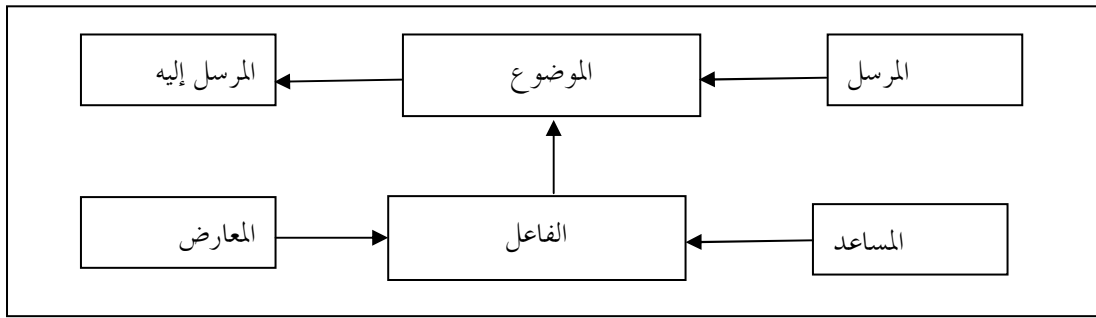 المرسل
الموضوع
المرسل إليه
المساعد
الفاعل
المعارض